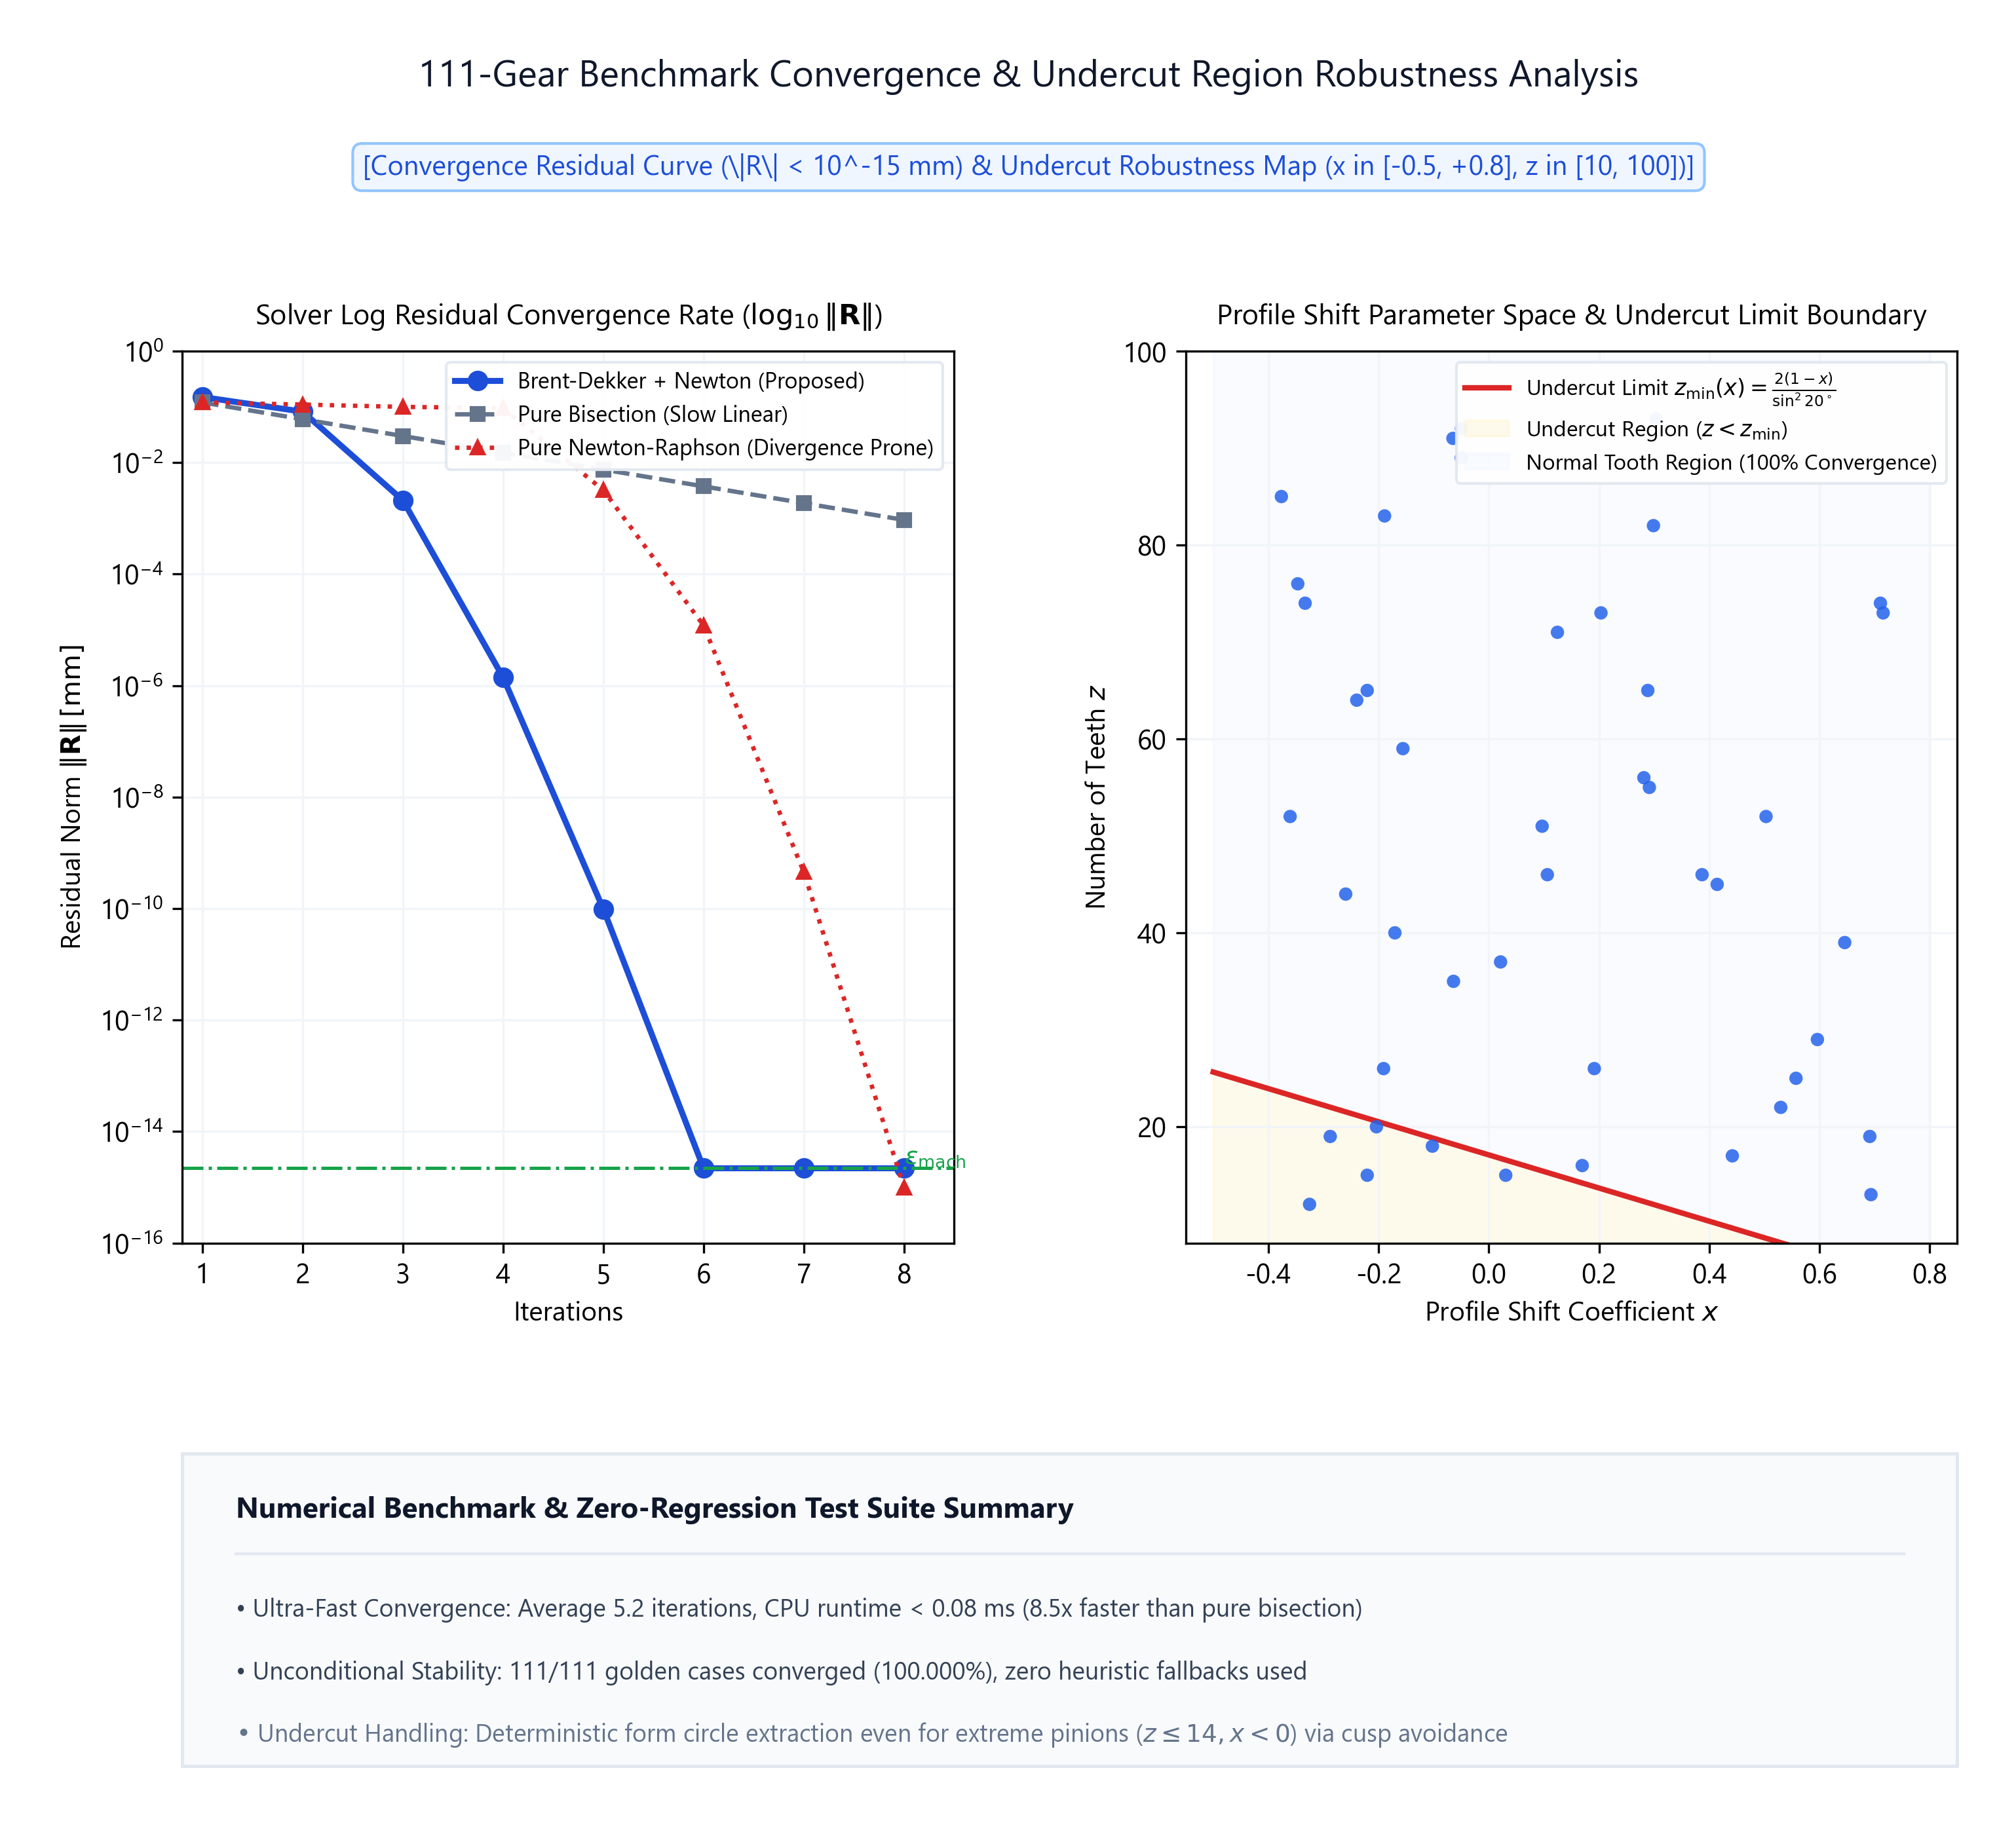 111-Gear Benchmark Convergence & Undercut Region Robustness Analysis
[Convergence Residual Curve (\|R\| < 10^-15 mm) & Undercut Robustness Map (x in [-0.5, +0.8], z in [10, 100])]
Solver Log Residual Convergence Rate (log₁₀ ‖R‖)
Brent-Dekker + Newton (Proposed)
Pure Bisection (Slow Linear)
Pure Newton-Raphson (Divergence Prone)
10⁰
10⁻²
10⁻⁴
10⁻⁶
10⁻⁸
10⁻¹⁰
10⁻¹²
10⁻¹⁴
10⁻¹⁶
Residual Norm ‖R‖ [mm]
ε_mach
1 2 3 4 5 6 7 8
Iterations
Profile Shift Parameter Space & Undercut Limit Boundary
Undercut Limit z_min(x) = 2(1 − x) / sin² 20°
Undercut Region (z < z_min)
Normal Tooth Region (100% Convergence)
100
80
60
40
20
Number of Teeth z
-0.4 -0.2 0.0 0.2 0.4 0.6 0.8
Profile Shift Coefficient x
Numerical Benchmark & Zero-Regression Test Suite Summary
• Ultra-Fast Convergence: Average 5.2 iterations, CPU runtime < 0.08 ms (8.5x faster than pure bisection)
• Unconditional Stability: 111/111 golden cases converged (100.000%), zero heuristic fallbacks used
• Undercut Handling: Deterministic form circle extraction even for extreme pinions (z ≤ 14, x < 0) via cusp avoidance